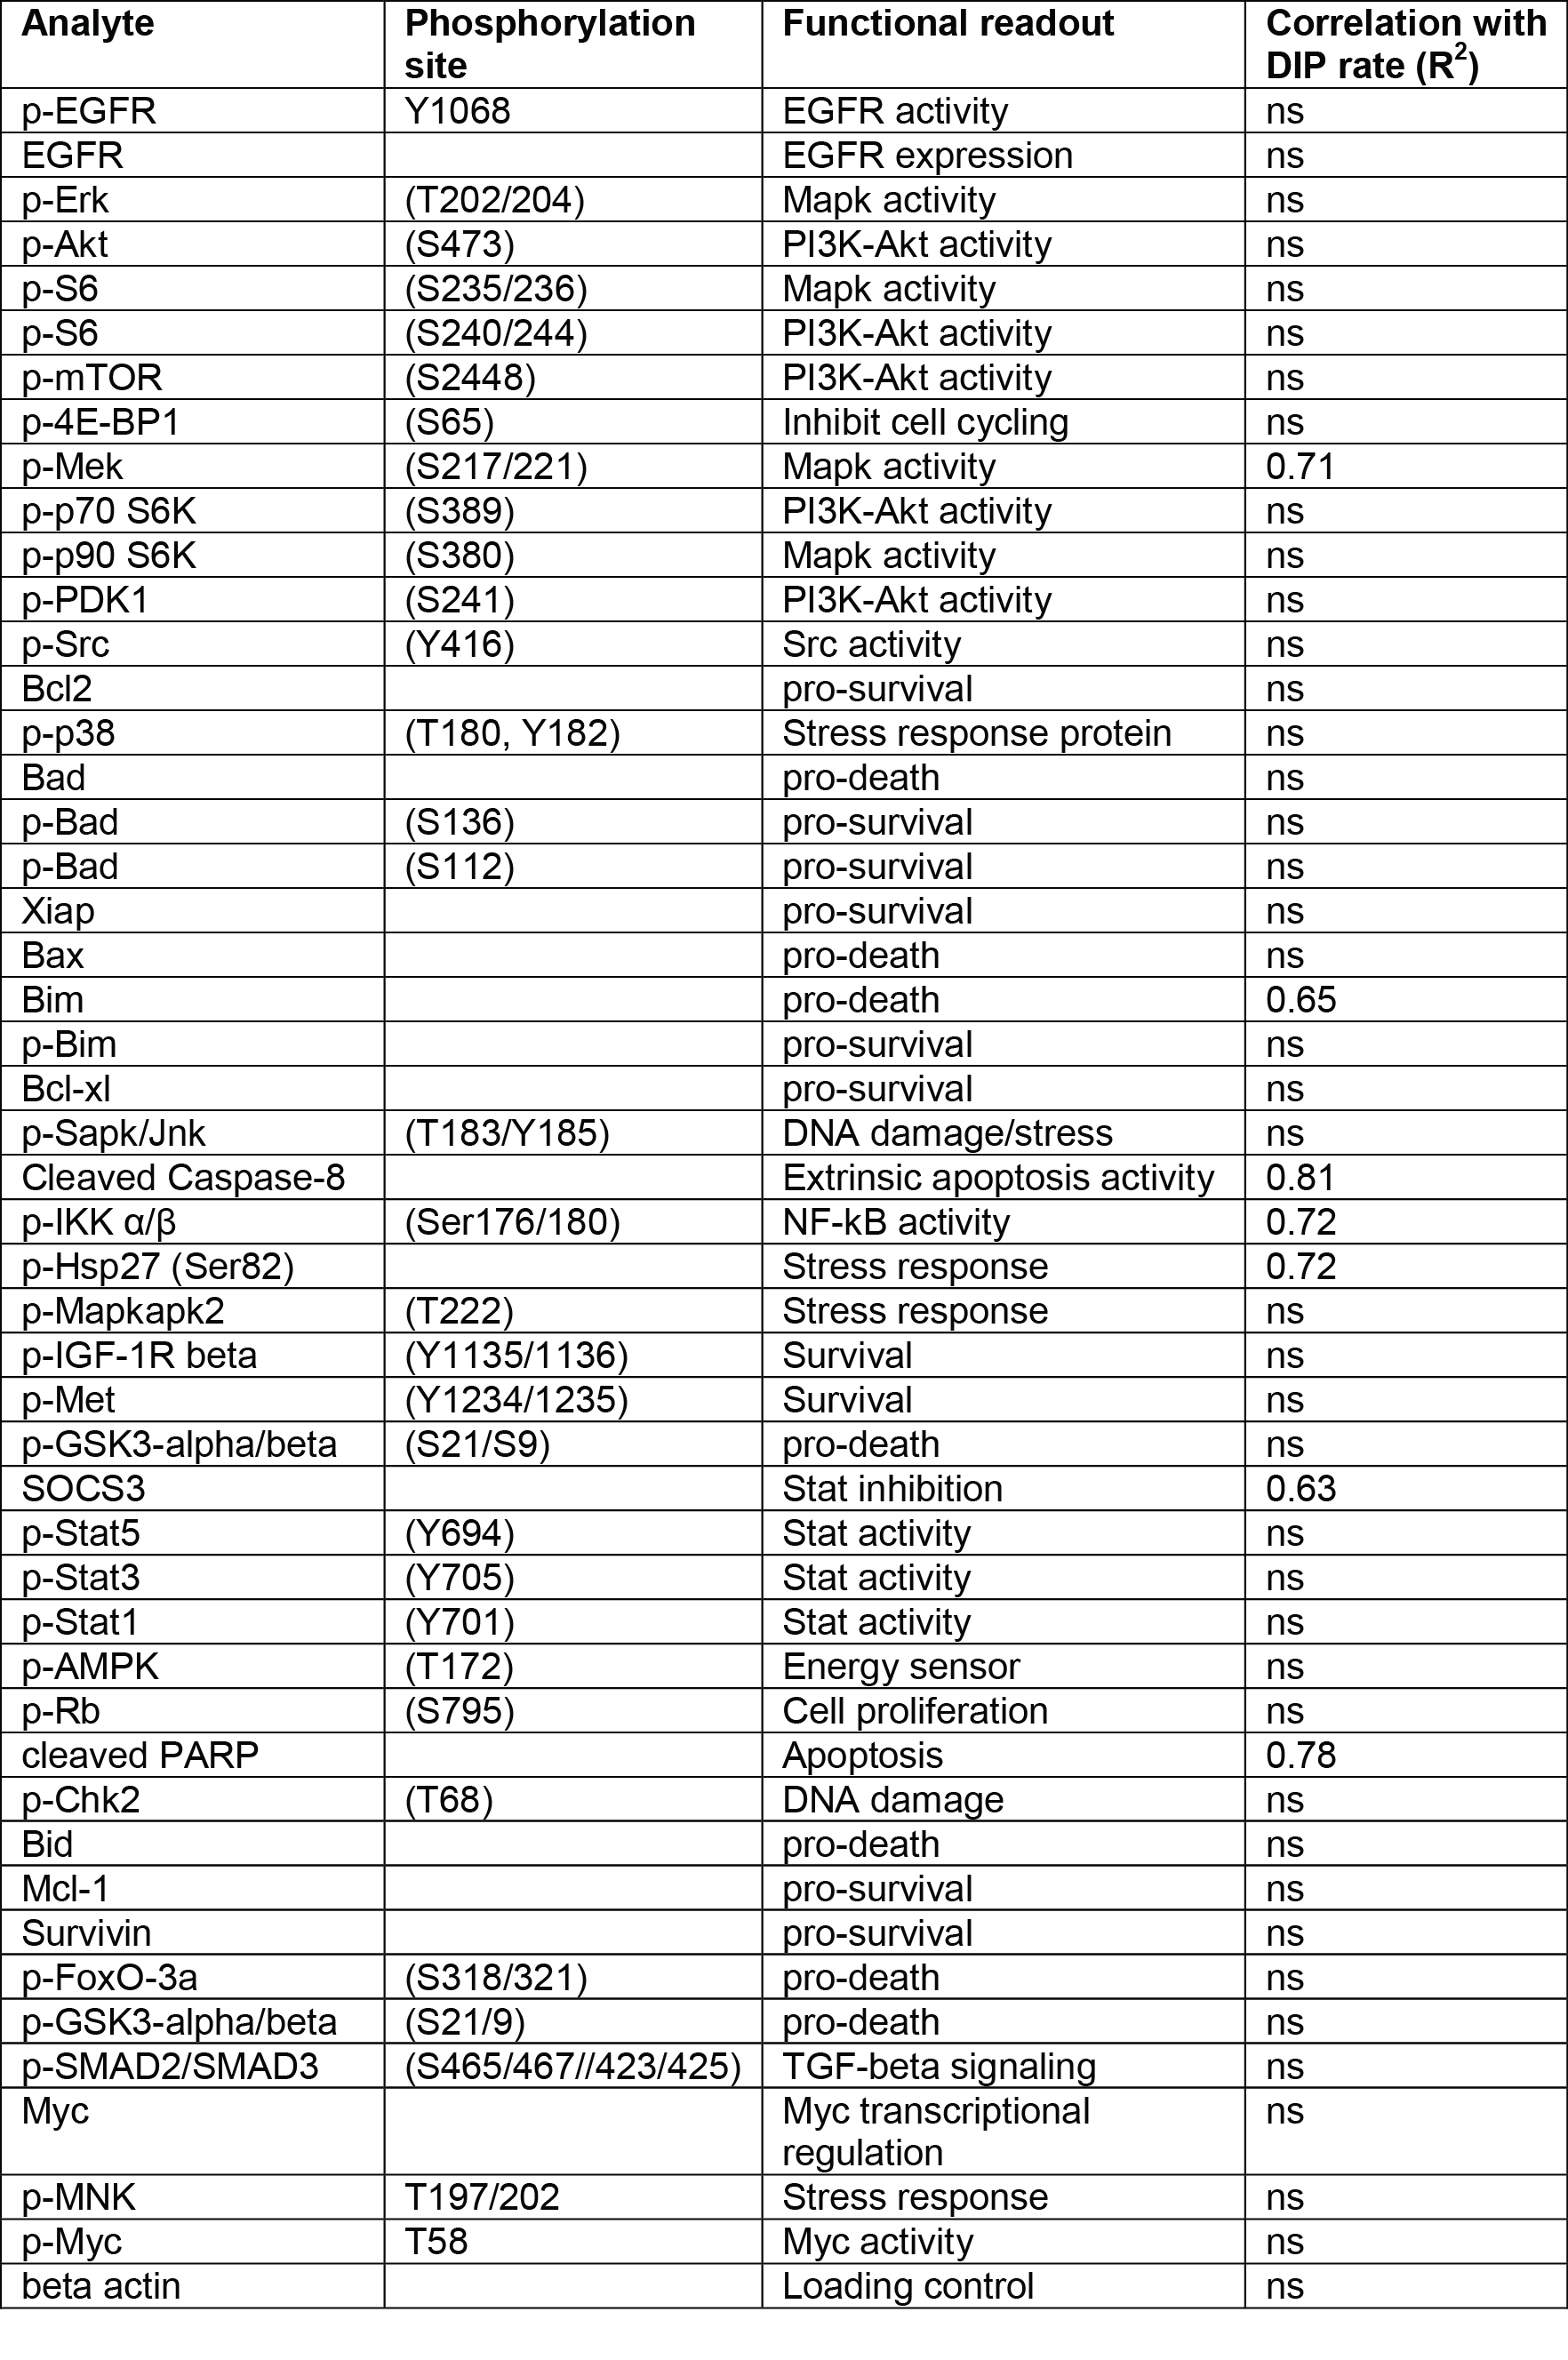 Analyte Phosphorylation site Functional readout Correlation with DIP rate (R²)
p-EGFR Y1068 EGFR activity ns
EGFR EGFR expression ns
p-Erk (T202/204) Mapk activity ns
p-Akt (S473) PI3K-Akt activity ns
p-S6 (S235/236) Mapk activity ns
p-S6 (S240/244) PI3K-Akt activity ns
p-mTOR (S2448) PI3K-Akt activity ns
p-4E-BP1 (S65) Inhibit cell cycling ns
p-Mek (S217/221) Mapk activity 0.71
p-p70 S6K (S389) PI3K-Akt activity ns
p-p90 S6K (S380) Mapk activity ns
p-PDK1 (S241) PI3K-Akt activity ns
p-Src (Y416) Src activity ns
Bcl2 pro-survival ns
p-p38 (T180, Y182) Stress response protein ns
Bad pro-death ns
p-Bad (S136) pro-survival ns
p-Bad (S112) pro-survival ns
Xiap pro-survival ns
Bax pro-death ns
Bim pro-death 0.65
p-Bim pro-survival ns
Bcl-xl pro-survival ns
p-Sapk/Jnk (T183/Y185) DNA damage/stress ns
Cleaved Caspase-8 Extrinsic apoptosis activity 0.81
p-IKK α/β (Ser176/180) NF-kB activity 0.72
p-Hsp27 (Ser82) Stress response 0.72
p-Mapkapk2 (T222) Stress response ns
p-IGF-1R beta (Y1135/1136) Survival ns
p-Met (Y1234/1235) Survival ns
p-GSK3-alpha/beta (S21/S9) pro-death ns
SOCS3 Stat inhibition 0.63
p-Stat5 (Y694) Stat activity ns
p-Stat3 (Y705) Stat activity ns
p-Stat1 (Y701) Stat activity ns
p-AMPK (T172) Energy sensor ns
p-Rb (S795) Cell proliferation ns
cleaved PARP Apoptosis 0.78
p-Chk2 (T68) DNA damage ns
Bid pro-death ns
Mcl-1 pro-survival ns
Survivin pro-survival ns
p-FoxO-3a (S318/321) pro-death ns
p-GSK3-alpha/beta (S21/9) pro-death ns
p-SMAD2/SMAD3 (S465/467//423/425) TGF-beta signaling ns
Myc Myc transcriptional regulation ns
p-MNK T197/202 Stress response ns
p-Myc T58 Myc activity ns
beta actin Loading control ns